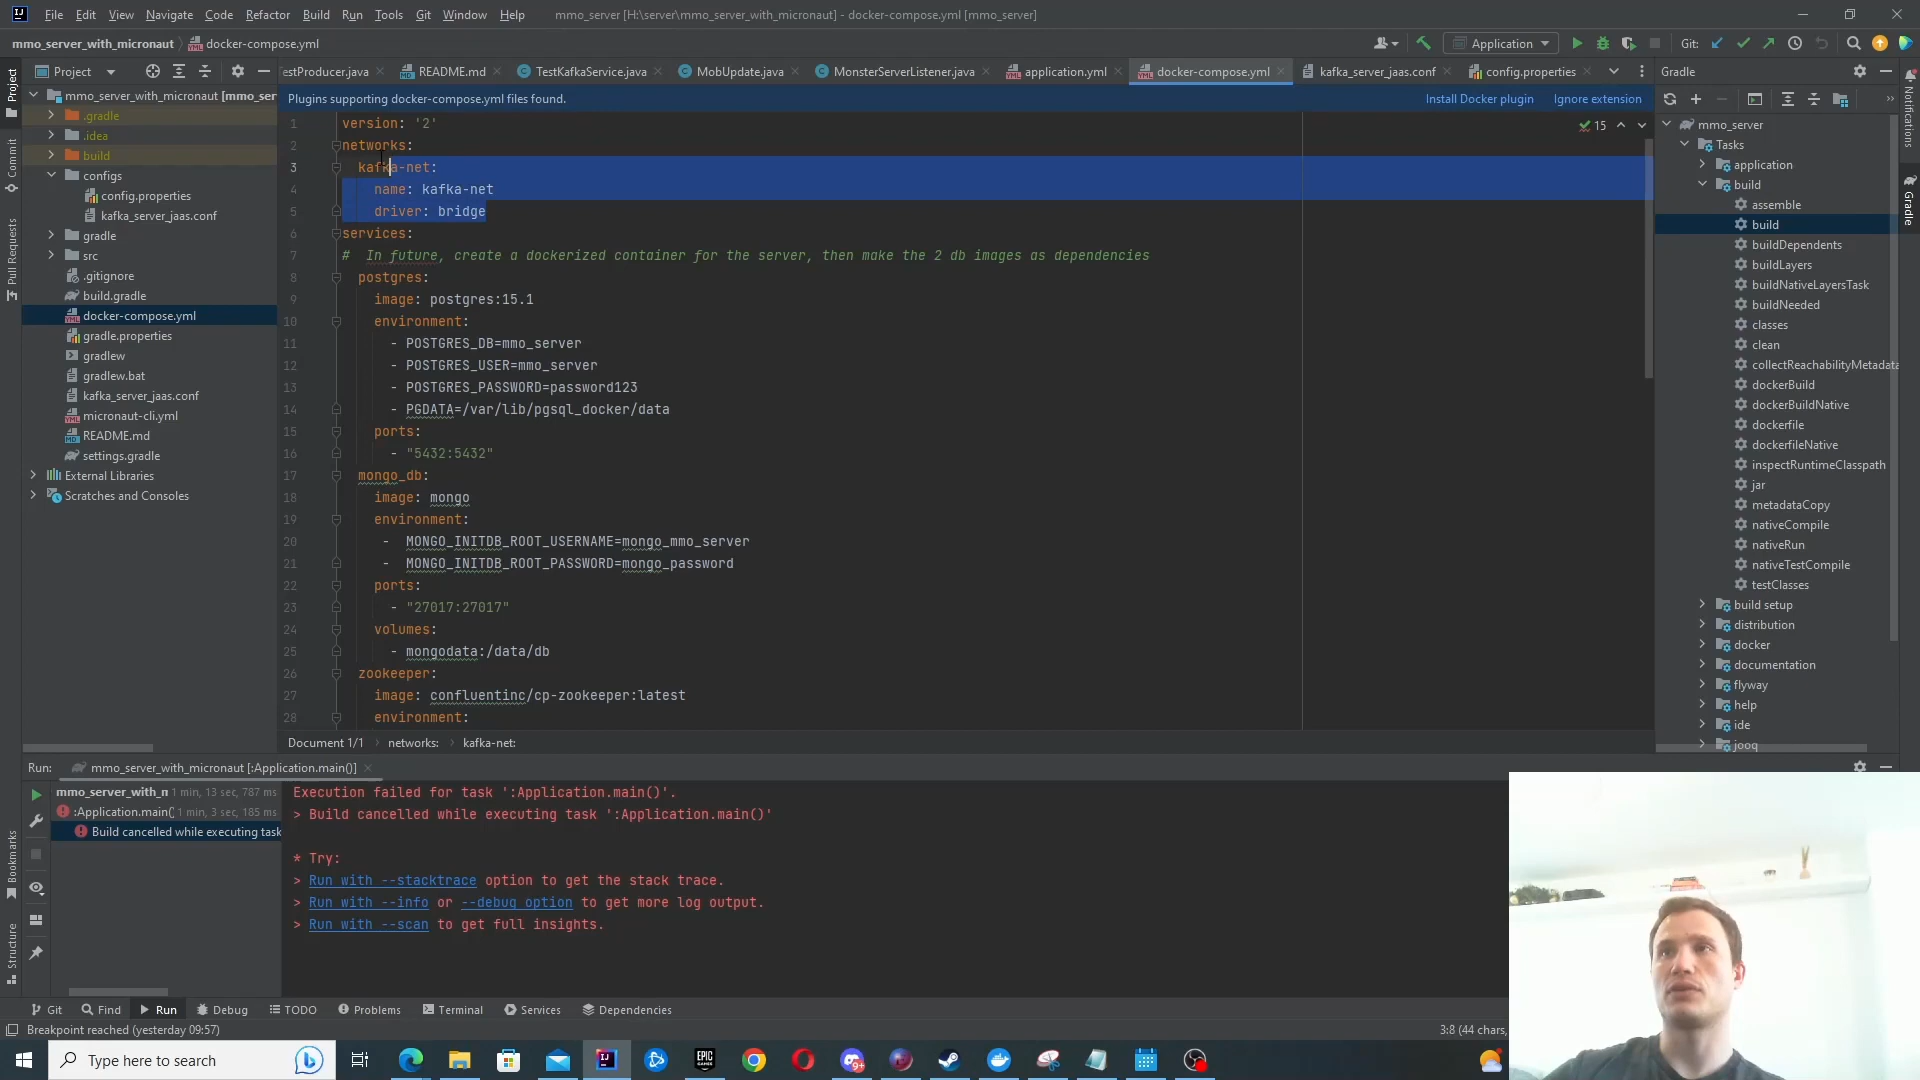 File Edit View Navigate Code Refactor Build Run Tools Git Window Help mmo_server [H:\server\mmo_server_with_micronaut] - docker-compose.yml [mmo_server]
mmo_server_with_micronaut docker-compose.yml
Application
Git:
Project
estProducer.java README.md TestKafkaService.java MobUpdate.java MonsterServerListener.java application.yml docker-compose.yml kafka_server_jaas.conf config.properties
Gradle
Plugins supporting docker-compose.yml files found. Install Docker plugin Ignore extension
Project
Commit
Pull Requests
Bookmarks
Structure
Notifications
Gradle
mmo_server_with_micronaut [mmo_ser
.gradle
.idea
build
configs
config.properties
kafka_server_jaas.conf
gradle
src
.gitignore
build.gradle
docker-compose.yml
gradle.properties
gradlew
gradlew.bat
kafka_server_jaas.conf
micronaut-cli.yml
README.md
settings.gradle
External Libraries
Scratches and Consoles
15
1 version: '2'
2 networks:
3 kafka-net:
4 name: kafka-net
5 driver: bridge
6 services:
7 # In future, create a dockerized container for the server, then make the 2 db images as dependencies
8 postgres:
9 image: postgres:15.1
10 environment:
11 - POSTGRES_DB=mmo_server
12 - POSTGRES_USER=mmo_server
13 - POSTGRES_PASSWORD=password123
14 - PGDATA=/var/lib/pgsql_docker/data
15 ports:
16 - "5432:5432"
17 mongo_db:
18 image: mongo
19 environment:
20 - MONGO_INITDB_ROOT_USERNAME=mongo_mmo_server
21 - MONGO_INITDB_ROOT_PASSWORD=mongo_password
22 ports:
23 - "27017:27017"
24 volumes:
25 - mongodata:/data/db
26 zookeeper:
27 image: confluentinc/cp-zookeeper:latest
28 environment:
Document 1/1 networks: kafka-net:
mmo_server
Tasks
application
build
assemble
build
buildDependents
buildLayers
buildNativeLayersTask
buildNeeded
classes
clean
collectReachabilityMetadata
dockerBuild
dockerBuildNative
dockerfile
dockerfileNative
inspectRuntimeClasspath
jar
metadataCopy
nativeCompile
nativeRun
nativeTestCompile
testClasses
build setup
distribution
docker
documentation
flyway
help
ide
jooq
Run: mmo_server_with_micronaut [:Application.main()]
mmo_server_with_n 1 min, 13 sec, 787 ms
:Application.main(' 1 min, 3 sec, 185 ms
Build cancelled while executing task
Execution failed for task ':Application.main()'.
> Build cancelled while executing task ':Application.main()'
* Try:
> Run with --stacktrace option to get the stack trace.
> Run with --info or --debug option to get more log output.
> Run with --scan to get full insights.
Git Find Run Debug TODO Problems Terminal Services Dependencies
Breakpoint reached (yesterday 09:57) 3:8 (44 chars,
Type here to search
EPIC GAMES
9+